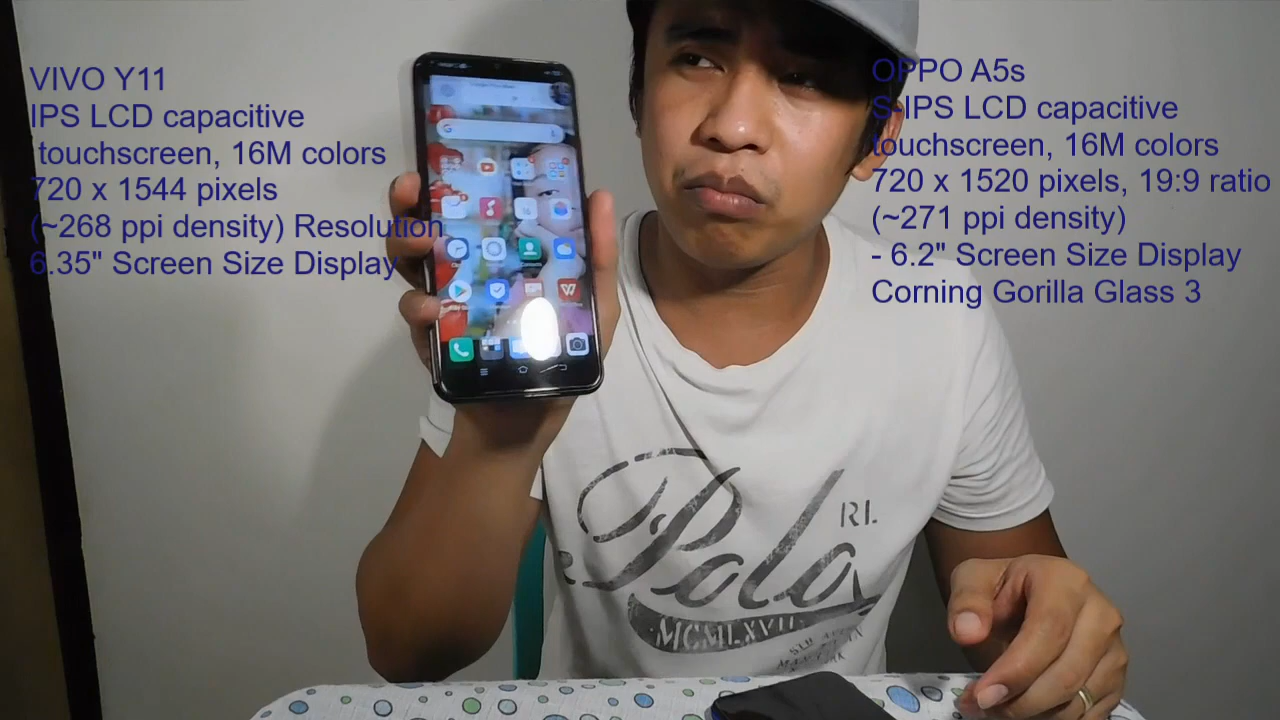 VIVO Y11
IPS LCD capacitive
touchscreen, 16M colors
720 x 1544 pixels
(~268 ppi density) Resolution
6.35" Screen Size Display
OPPO A5s
S-IPS LCD capacitive
touchscreen, 16M colors
720 x 1520 pixels, 19:9 ratio
(~271 ppi density)
- 6.2" Screen Size Display
Corning Gorilla Glass 3
RL
Polo
MCMLXVII